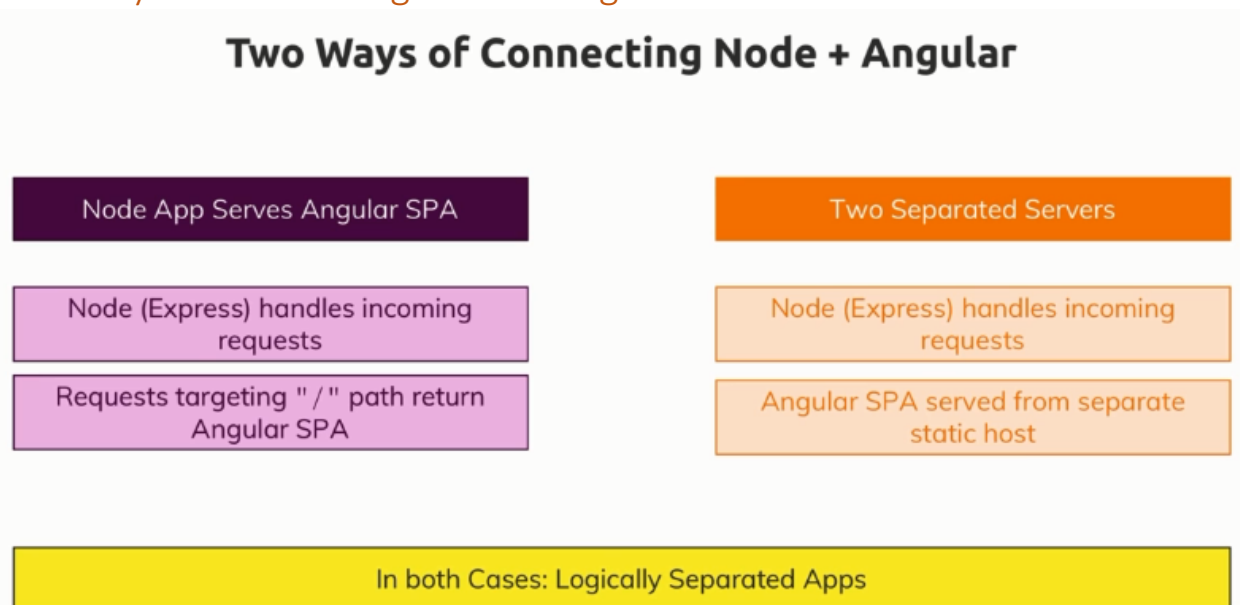 Two Ways of Connecting Node + Angular
Node App Serves Angular SPA
Node (Express) handles incoming
requests
Requests targeting "/" path return
Angular SPA
Two Separated Servers
Node (Express) handles incoming
requests
Angular SPA served from separate
static host
In both Cases: Logically Separated Apps